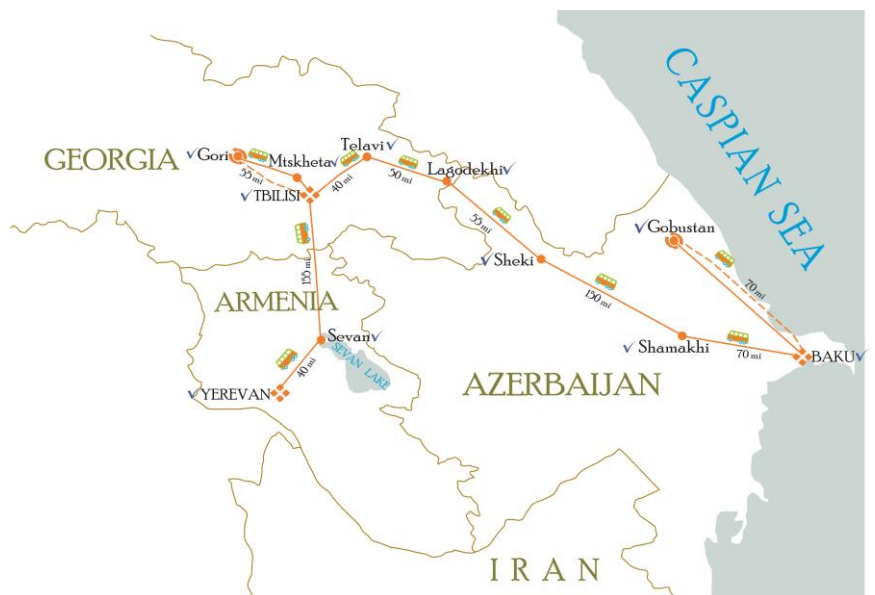 CASPIAN SEA
GEORGIA
Gori
Mtskheta
Telavi
Lagodekhi
55 mi
TBILISI
40 mi
50 mi
Gobustan
55 mi
Sheki
155 mi
70 mi
150 mi
ARMENIA
Sevan
SEVAN LAKE
Shamakhi
70 mi
BAKU
40 mi
YEREVAN
AZERBAIJAN
IRAN